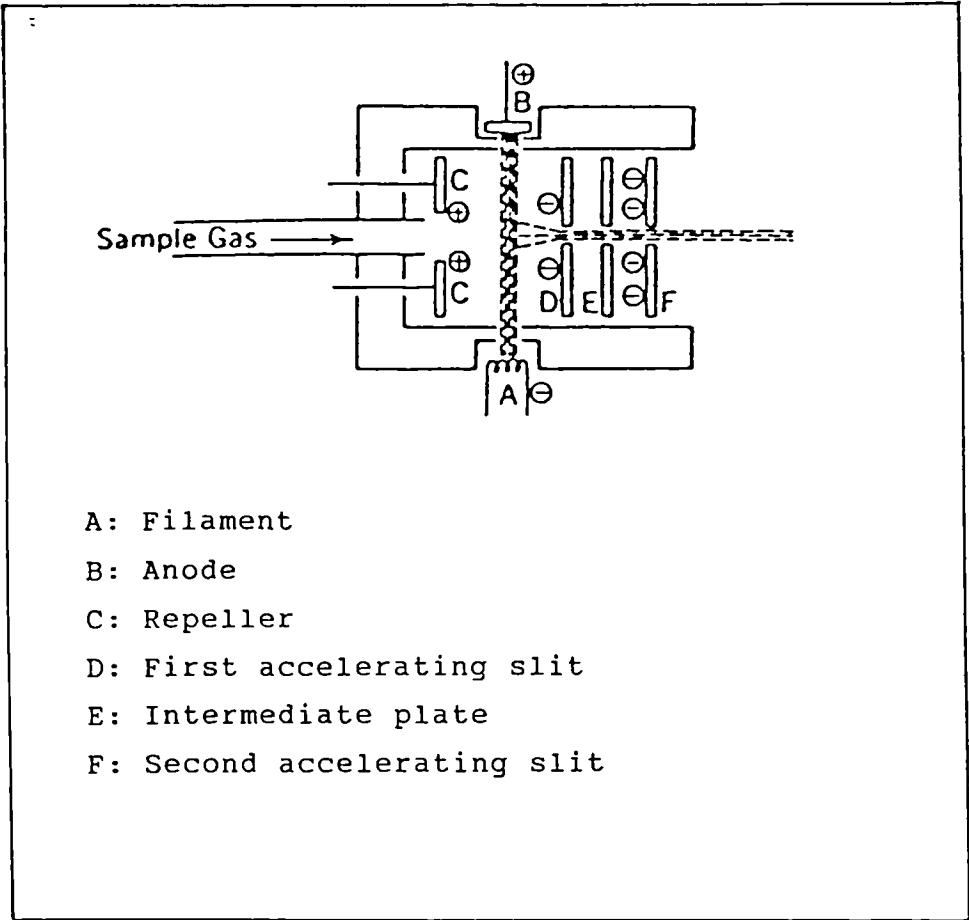 ⊕
B
C
⊕
⊖
⊖
⊖
Sample Gas
⊕
C
⊖
D
E
⊖
⊖
F
A
⊖
A: Filament
B: Anode
C: Repeller
D: First accelerating slit
E: Intermediate plate
F: Second accelerating slit